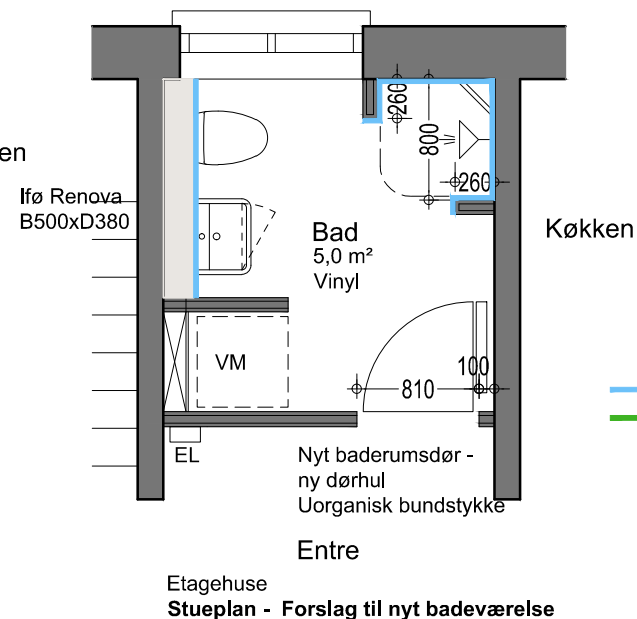 260
800
260
en
Ifø Renova
B500xD380
Bad
5,0 m²
Vinyl
Køkken
VM
100
810
EL
Nyt baderumsdør -
ny dørhul
Uorganisk bundstykke
Entre
Etagehuse
Stueplan - Forslag til nyt badeværelse